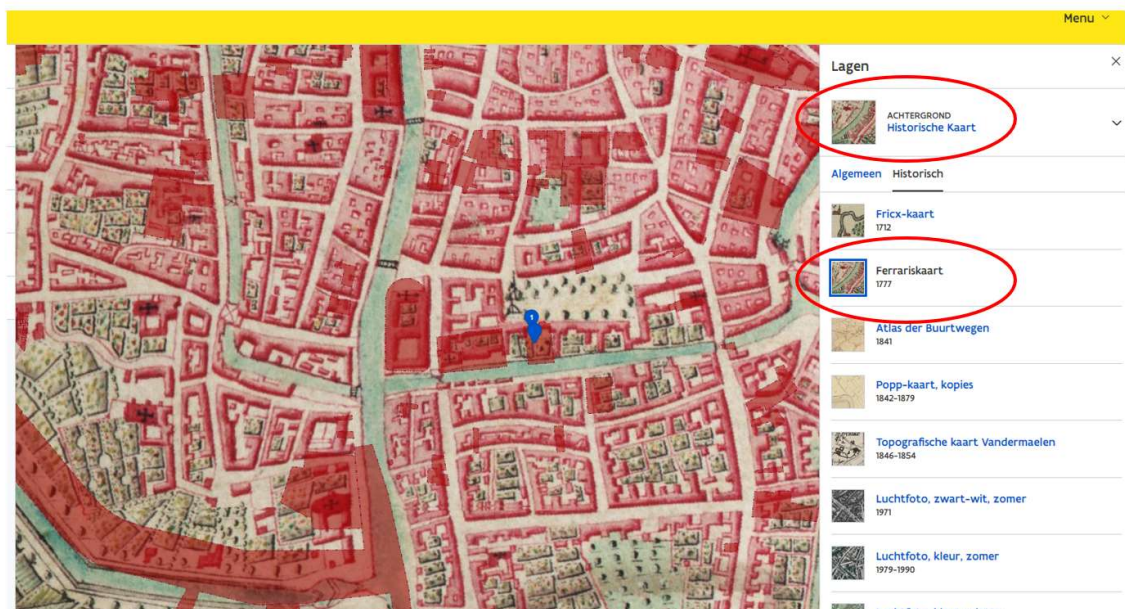 Menu
Lagen
ACHTERGROND
Historische Kaart
Algemeen Historisch
Fricx-kaart
1712
Ferrariskaart
1777
Atlas der Buurtwegen
1841
Popp-kaart, kopies
1842-1879
Topografische kaart Vandermaelen
1846-1854
Luchtfoto, zwart-wit, zomer
1971
Luchtfoto, kleur, zomer
1979-1990
1